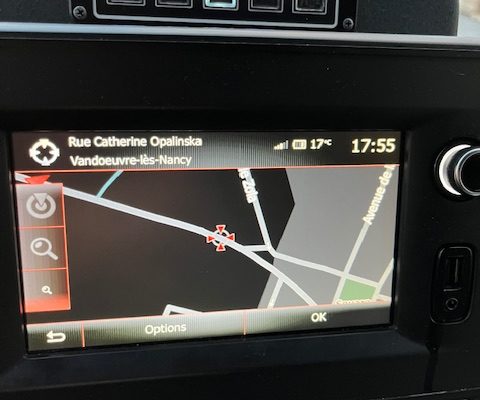 Rue Catherine Opalinska
Vandoeuvre-lès-Nancy
17°C
17:55
Avenue de
Options
OK